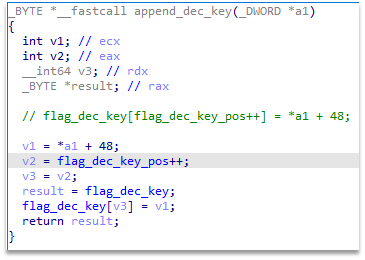 _BYTE *__fastcall append_dec_key(_DWORD *a1)
{
  int v1; // ecx
  int v2; // eax
  __int64 v3; // rdx
  _BYTE *result; // rax

  // flag_dec_key[flag_dec_key_pos++] = *a1 + 48;

  v1 = *a1 + 48;
  v2 = flag_dec_key_pos++;
  v3 = v2;
  result = flag_dec_key;
  flag_dec_key[v3] = v1;
  return result;
}